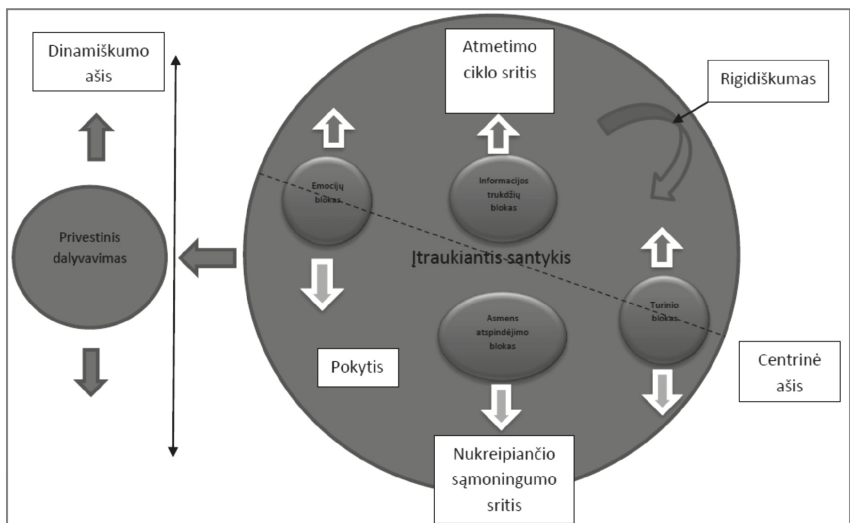 Dinamiškumo
ašis
Atmetimo
ciklo sritis
Rigidiškumas
Emocijų
blokas
Informacijos
trukdžių
blokas
Privestinis
dalyvavimas
Įtraukiantis santykis
Turinio
blokas
Asmens
atspindėjimo
blokas
Pokytis
Centrinė
ašis
Nukreipiančio
sąmoningumo
sritis